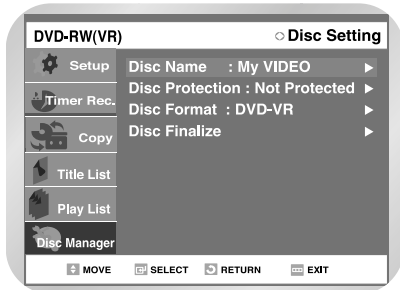 DVD-RW(VR) Disc Setting
Setup
Timer Rec.
Copy
Title List
Play List
Disc Manager
Disc Name : My VIDEO
Disc Protection : Not Protected
Disc Format : DVD-VR
Disc Finalize
MOVE SELECT RETURN EXIT